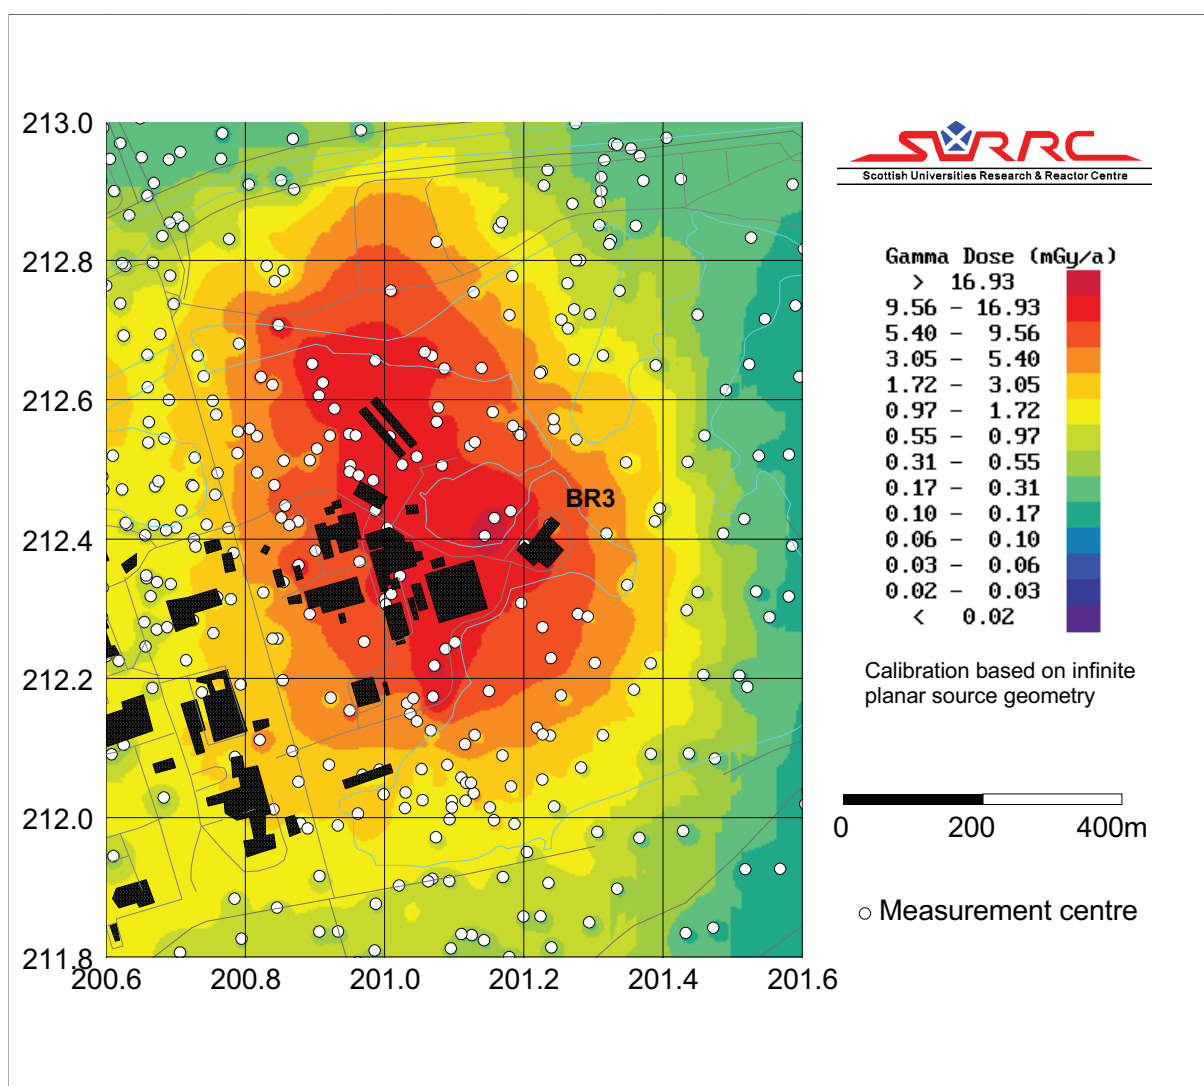 213.0
212.8
212.6
212.4
212.2
212.0
211.8
200.6 200.8 201.0 201.2 201.4 201.6
BR3
SURRC
Scottish Universities Research & Reactor Centre
Gamma Dose (mGy/a)
> 16.93
9.56 - 16.93
5.40 - 9.56
3.05 - 5.40
1.72 - 3.05
0.97 - 1.72
0.55 - 0.97
0.31 - 0.55
0.17 - 0.31
0.10 - 0.17
0.06 - 0.10
0.03 - 0.06
0.02 - 0.03
< 0.02
Calibration based on infinite
planar source geometry
0 200 400m
Measurement centre